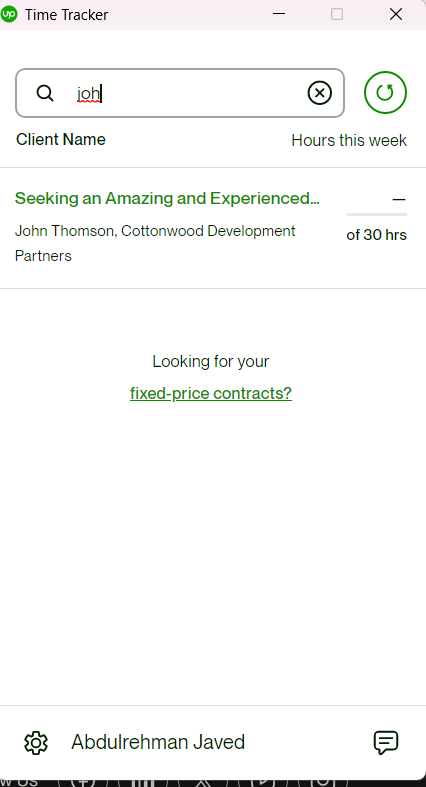 up Time Tracker
joh
Client Name Hours this week
Seeking an Amazing and Experienced... —
John Thomson, Cottonwood Development
Partners
of 30 hrs
Looking for your
fixed-price contracts?
Abdulrehman Javed